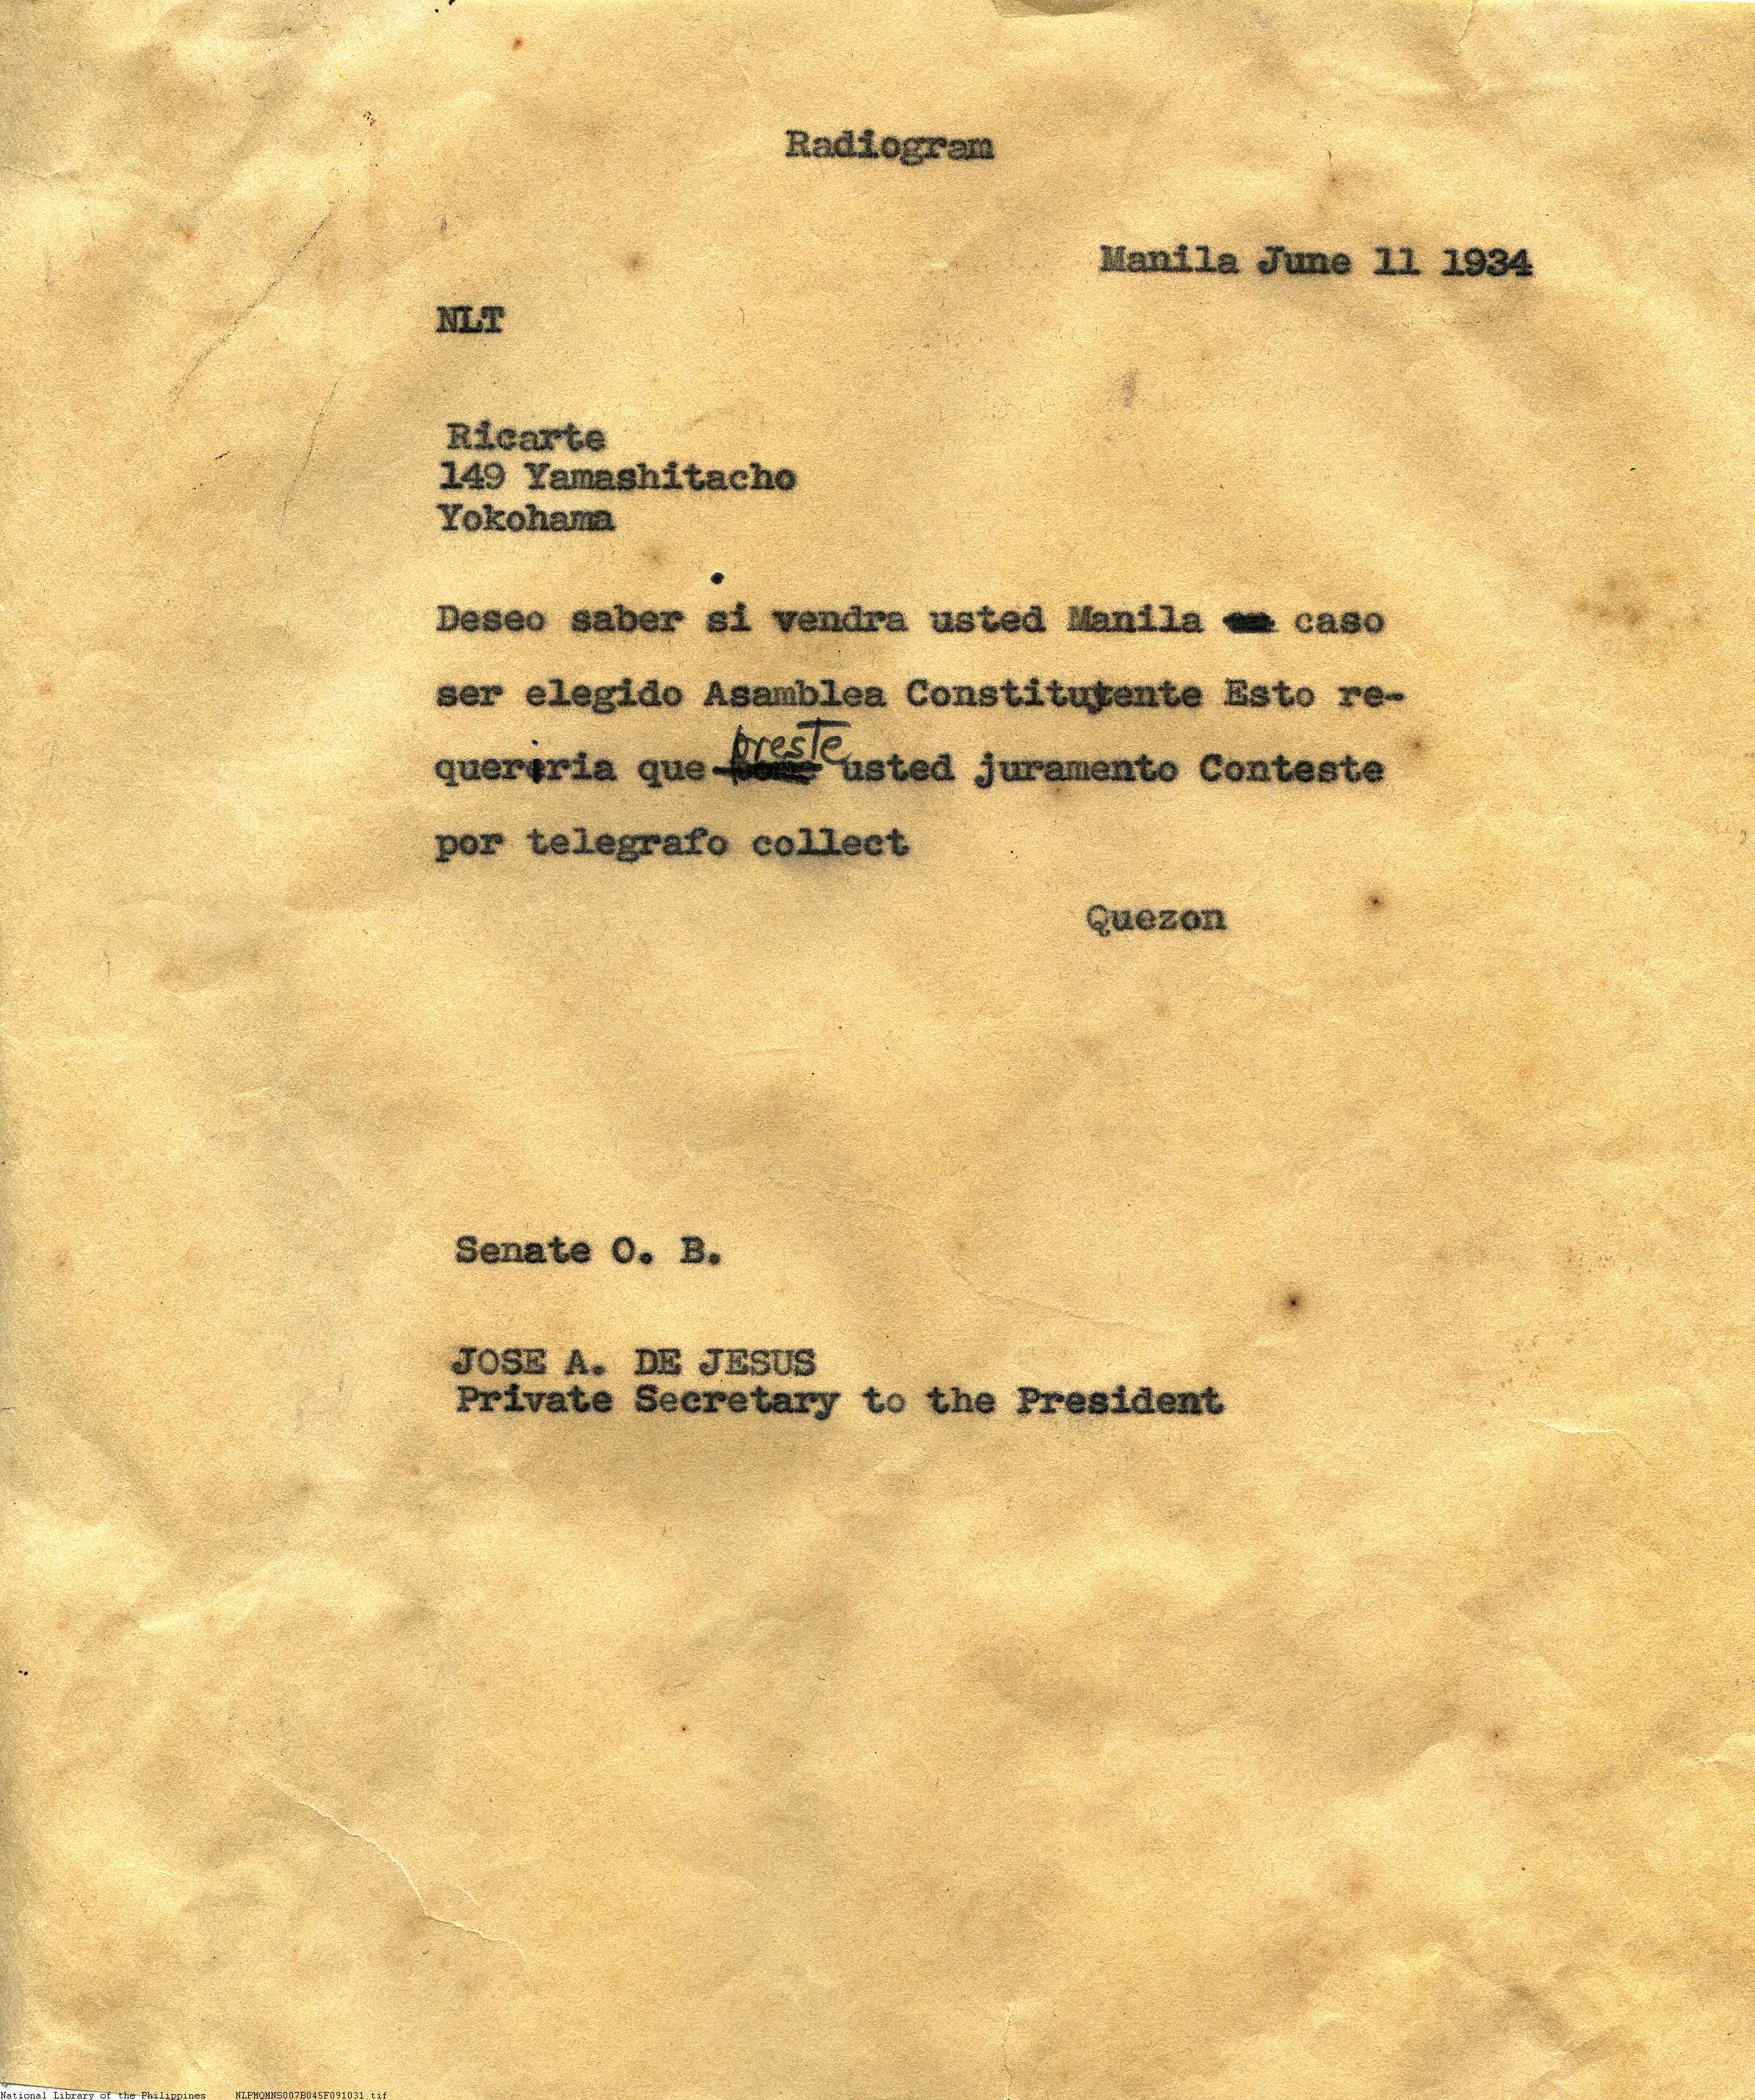 Radiogram
Manila June 11 1934
NLT
Ricarte
149 Yamashitacho
Yokohama
Deseo saber si vendra usted Manila caso
ser elegido Asamblea Constituyente Esto re-
queriria que preste usted juramento Conteste
por telegrafo collect
Quezon
Senate O. B.
JOSE A. DE JESUS
Private Secretary to the President
National Library of the Philippines NLPMQMNS007B045F091031.tif